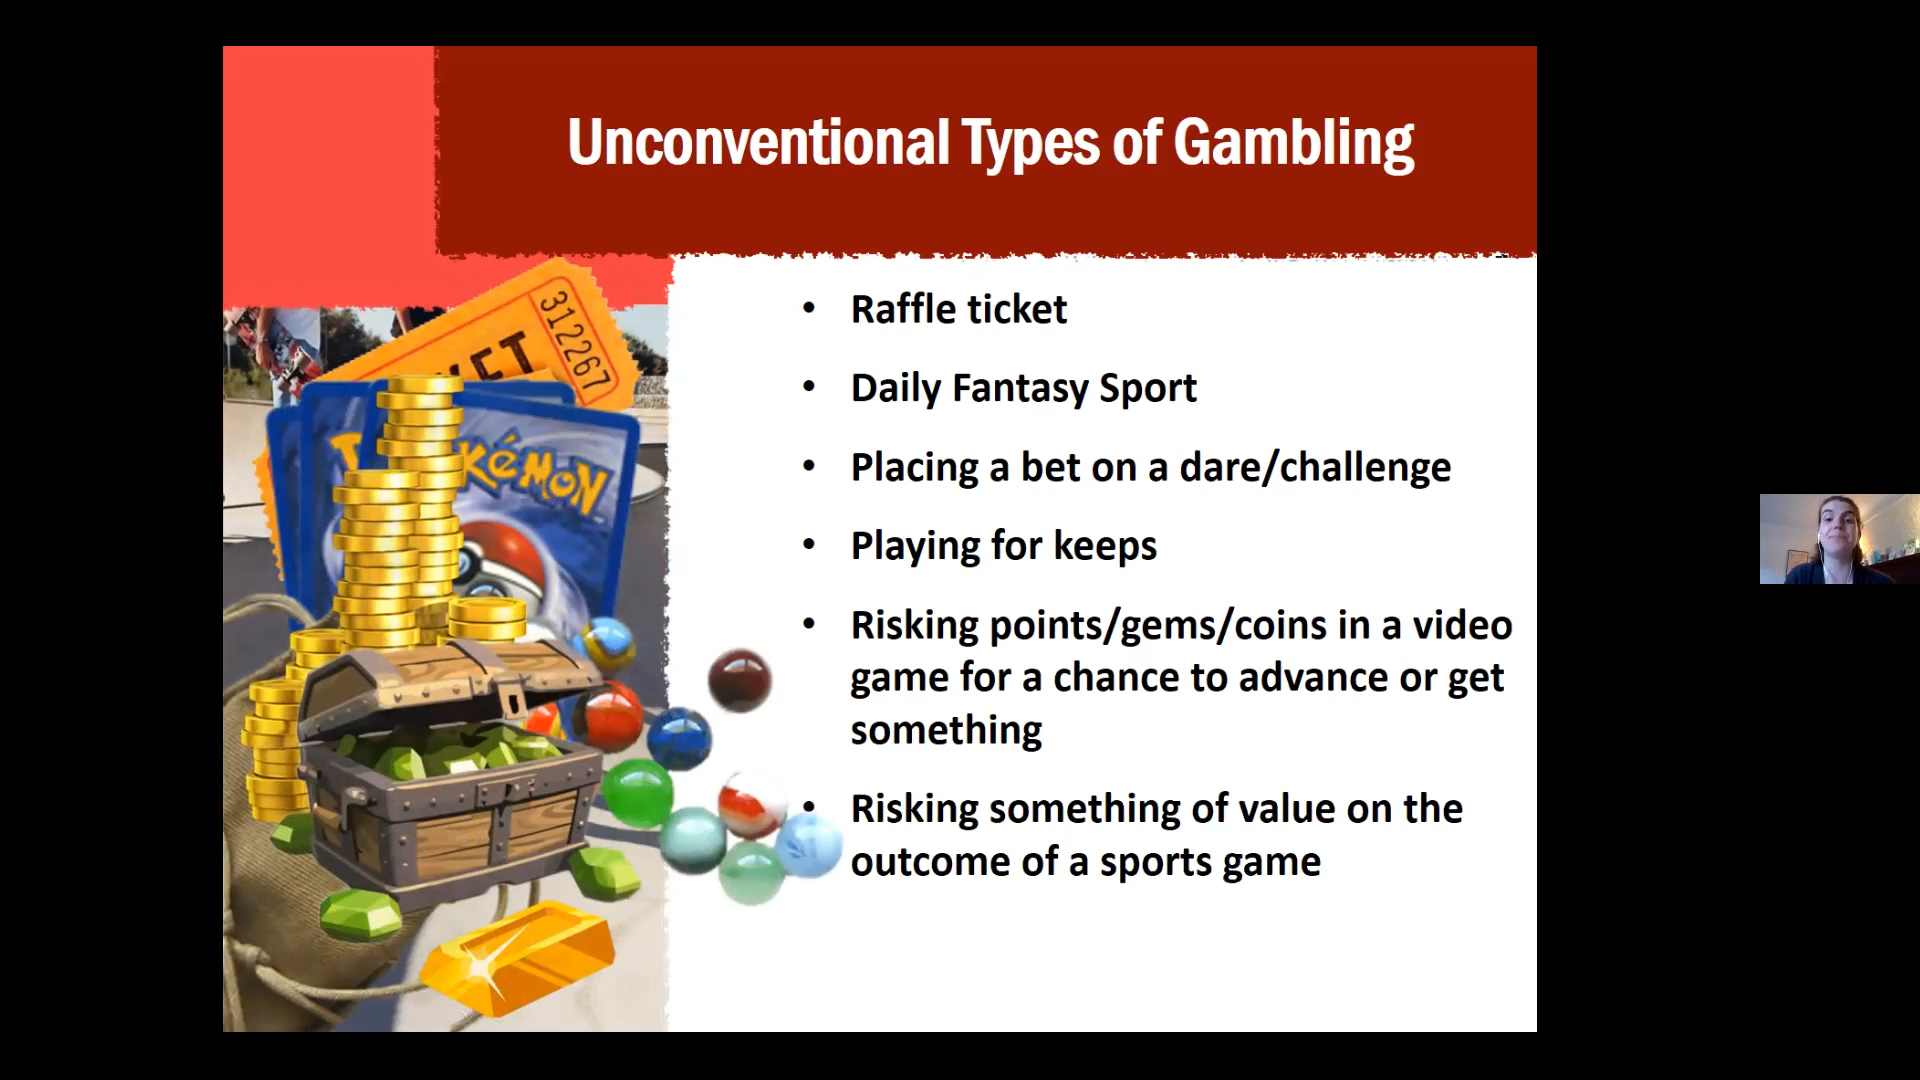 Unconventional Types of Gambling
312267
KET
POKéMON
• Raffle ticket
• Daily Fantasy Sport
• Placing a bet on a dare/challenge
• Playing for keeps
• Risking points/gems/coins in a video
game for a chance to advance or get
something
• Risking something of value on the
outcome of a sports game